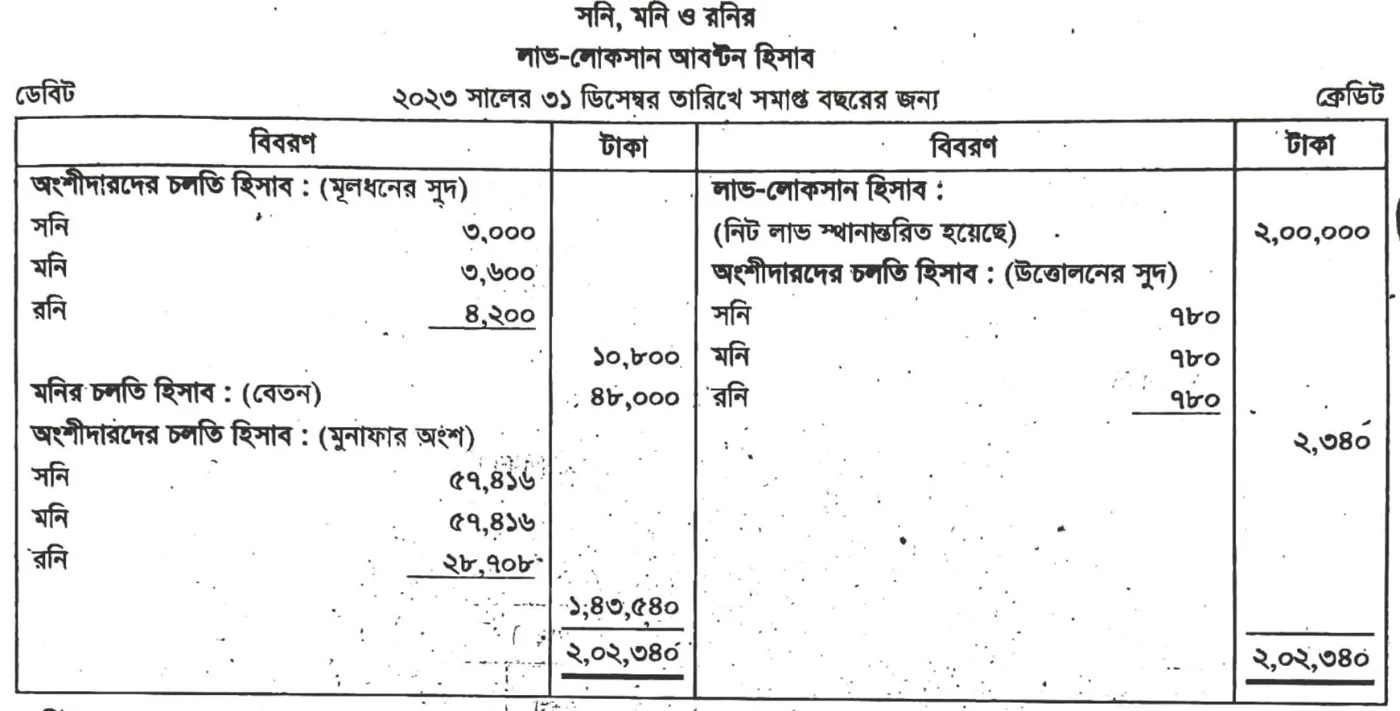 সনি, মনি ও রনির
লাভ-লোকসান আবণ্টন হিসাব
ডেবিট ২০২৩ সালের ৩১ ডিসেম্বর তারিখে সমাপ্ত বছরের জন্য ক্রেডিট
বিবরণ টাকা বিবরণ টাকা
অংশীদারদের চলতি হিসাব : (মূলধনের সুদ) লাভ-লোকসান হিসাব :
সনি ৩,০০০ (নিট লাভ স্থানান্তরিত হয়েছে) ২,০০,০০০
মনি ৩,৬০০ অংশীদারদের চলতি হিসাব : (উত্তোলনের সুদ)
রনি ৪,২০০ সনি ৭৮০
১০,৮০০ মনি ৭৮০
মনির চলতি হিসাব : (বেতন) ৪৮,০০০ রনি ৭৮০
অংশীদারদের চলতি হিসাব : (মুনাফার অংশ) ২,৩৪০
সনি ৫৭,৪১৬
মনি ৫৭,৪১৬
রনি ২৮,৭০৮
১,৪৩,৫৪০
২,০২,৩৪০ ২,০২,৩৪০